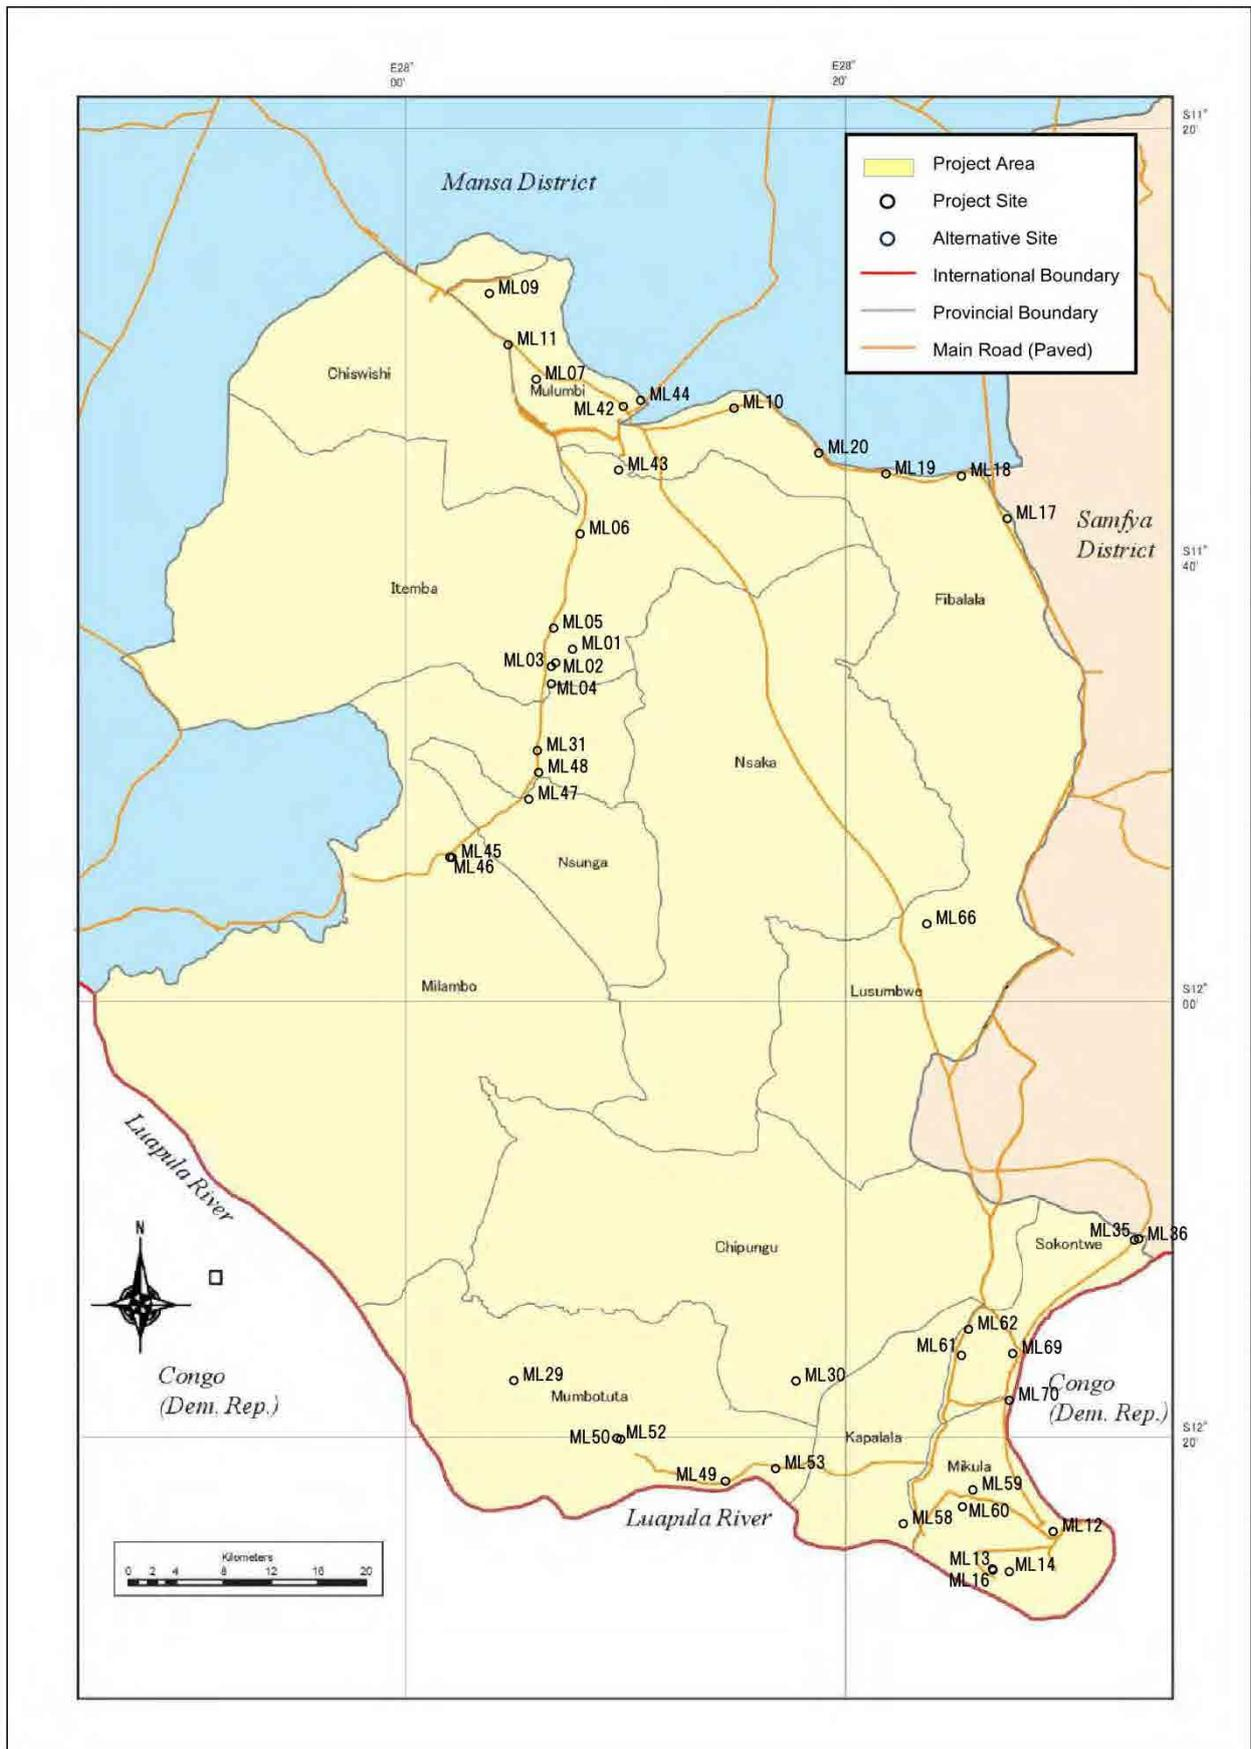 E28°
00'
E28°
20'
S11°
20'
Mansa District
Project Area
Project Site
Alternative Site
International Boundary
Provincial Boundary
Main Road (Paved)
ML09
ML11
Chiswishi
ML07
Mulumbi
ML42
ML44
ML10
ML20
ML43
ML19
ML18
ML17
Samfya
District
ML06
S11°
40'
Itemba
Fibalala
ML05
ML01
ML03
ML02
ML04
ML31
Nsaka
ML48
ML47
ML45
ML46
Nsunga
ML66
Milambo
Lusumbwe
S12°
00'
Luapula River
N
Chipungu
Sokontwe
ML35
ML36
ML62
ML61
ML69
Congo
(Dem. Rep.)
ML29
Mumbotuta
ML30
ML70
Congo
(Dem. Rep.)
ML50
ML52
Kapalala
S12°
20'
ML49
ML53
Mikula
ML59
ML60
Luapula River
ML58
ML12
ML13
ML14
ML16
Kilometers
0 2 4 8 12 16 20